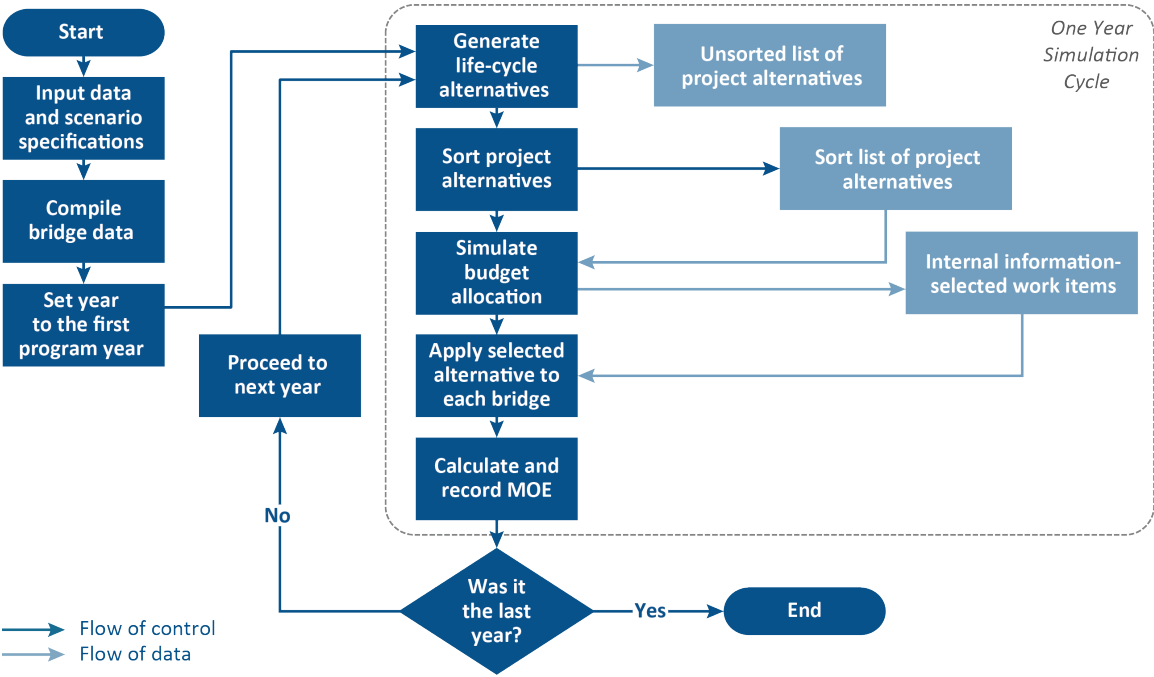 Start
Input data
and scenario
specifications
Compile
bridge data
Set year
to the first
program year
Proceed to
next year
No
Generate
life-cycle
alternatives
Unsorted list of
project alternatives
One Year
Simulation
Cycle
Sort project
alternatives
Sort list of project
alternatives
Simulate
budget
allocation
Internal information-
selected work items
Apply selected
alternative to
each bridge
Calculate and
record MOE
Was it
the last
year?
Yes
End
Flow of control
Flow of data